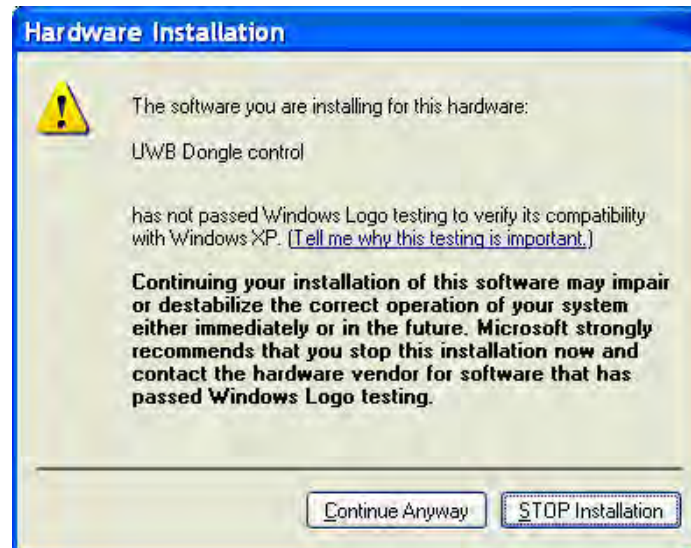 Hardware Installation
The software you are installing for this hardware:
UWB Dongle control
has not passed Windows Logo testing to verify its compatibility
with Windows XP. (Tell me why this testing is important.)
Continuing your installation of this software may impair
or destabilize the correct operation of your system
either immediately or in the future. Microsoft strongly
recommends that you stop this installation now and
contact the hardware vendor for software that has
passed Windows Logo testing.
Continue Anyway
STOP Installation